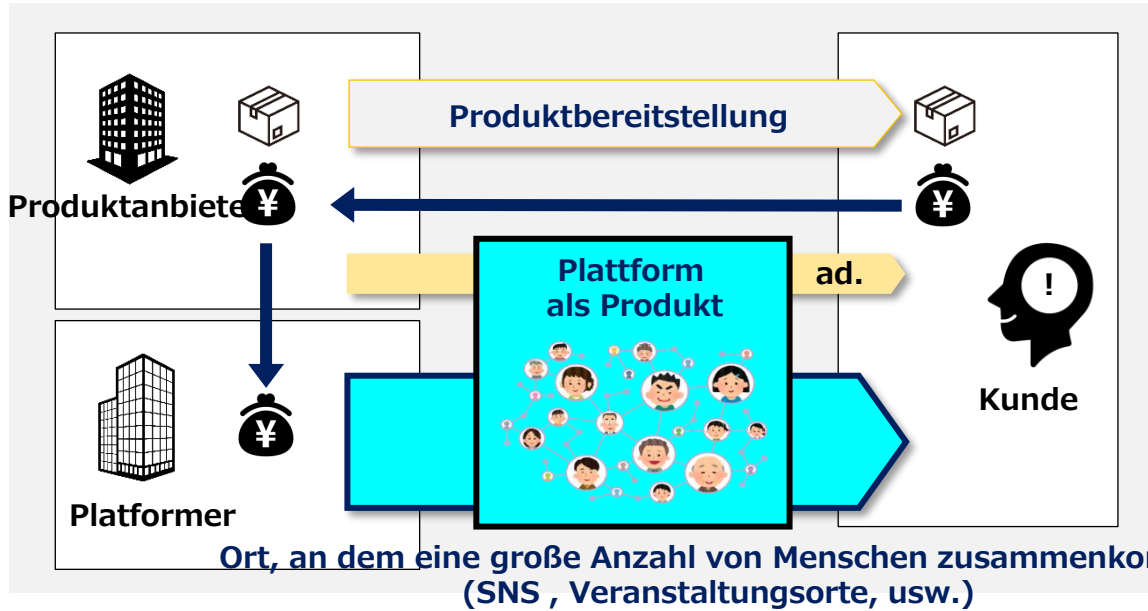 Produktbereitstellung
Produktanbiete
¥
¥
Plattform
als Produkt
ad.
!
Kunde
¥
Platformer
Ort, an dem eine große Anzahl von Menschen zusammenko
(SNS , Veranstaltungsorte, usw.)